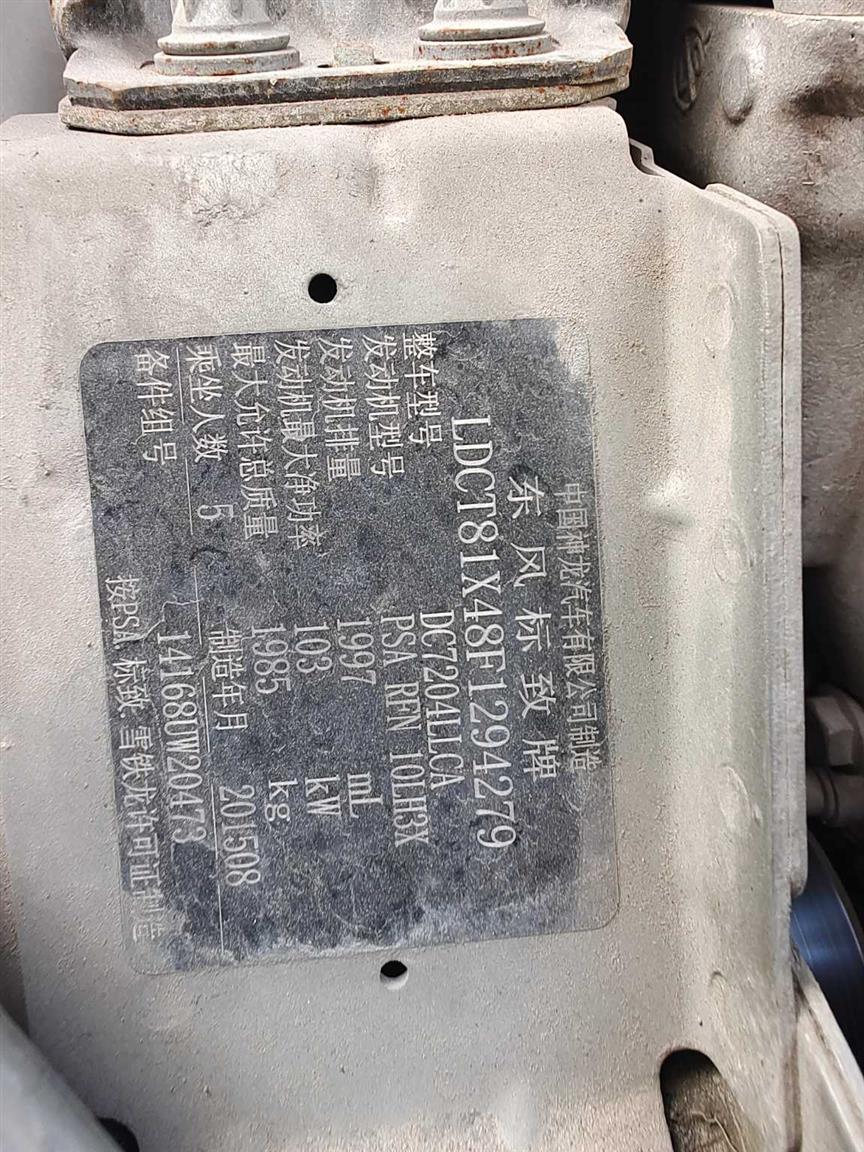 中国神龙汽车有限公司制造
东风标致牌
LDCT81X48F1294279
整车型号 DC7204LLCA
发动机型号 PSA RFN 10LH3X
发动机排量 1997 mL
发动机最大净功率 103 kW
最大允许总质量 1985 kg
乘坐人数 5 制造年月 201508
备件组号 14168UW20473
按PSA 标致 雪铁龙许可证制造